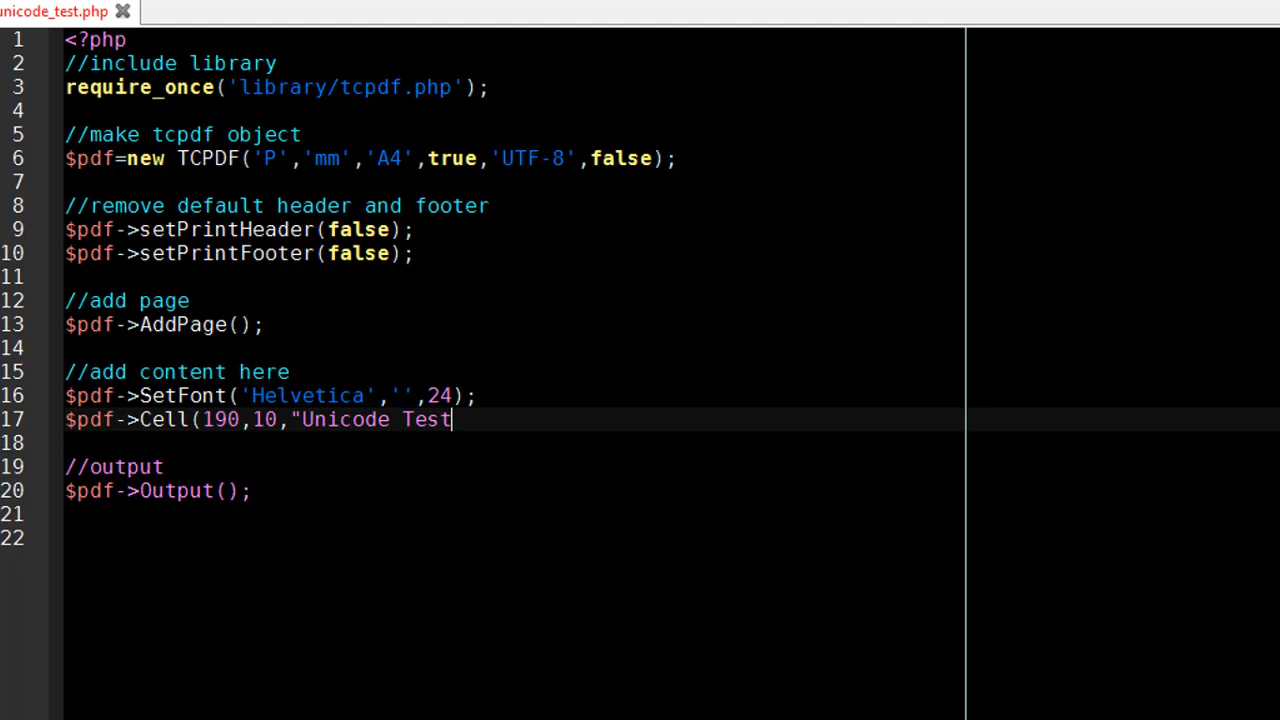 unicode_test.php
1 <?php
2 //include library
3 require_once('library/tcpdf.php');
4
5 //make tcpdf object
6 $pdf=new TCPDF('P','mm','A4',true,'UTF-8',false);
7
8 //remove default header and footer
9 $pdf->setPrintHeader(false);
10 $pdf->setPrintFooter(false);
11
12 //add page
13 $pdf->AddPage();
14
15 //add content here
16 $pdf->SetFont('Helvetica','',24);
17 $pdf->Cell(190,10,"Unicode Test
18
19 //output
20 $pdf->Output();
21
22